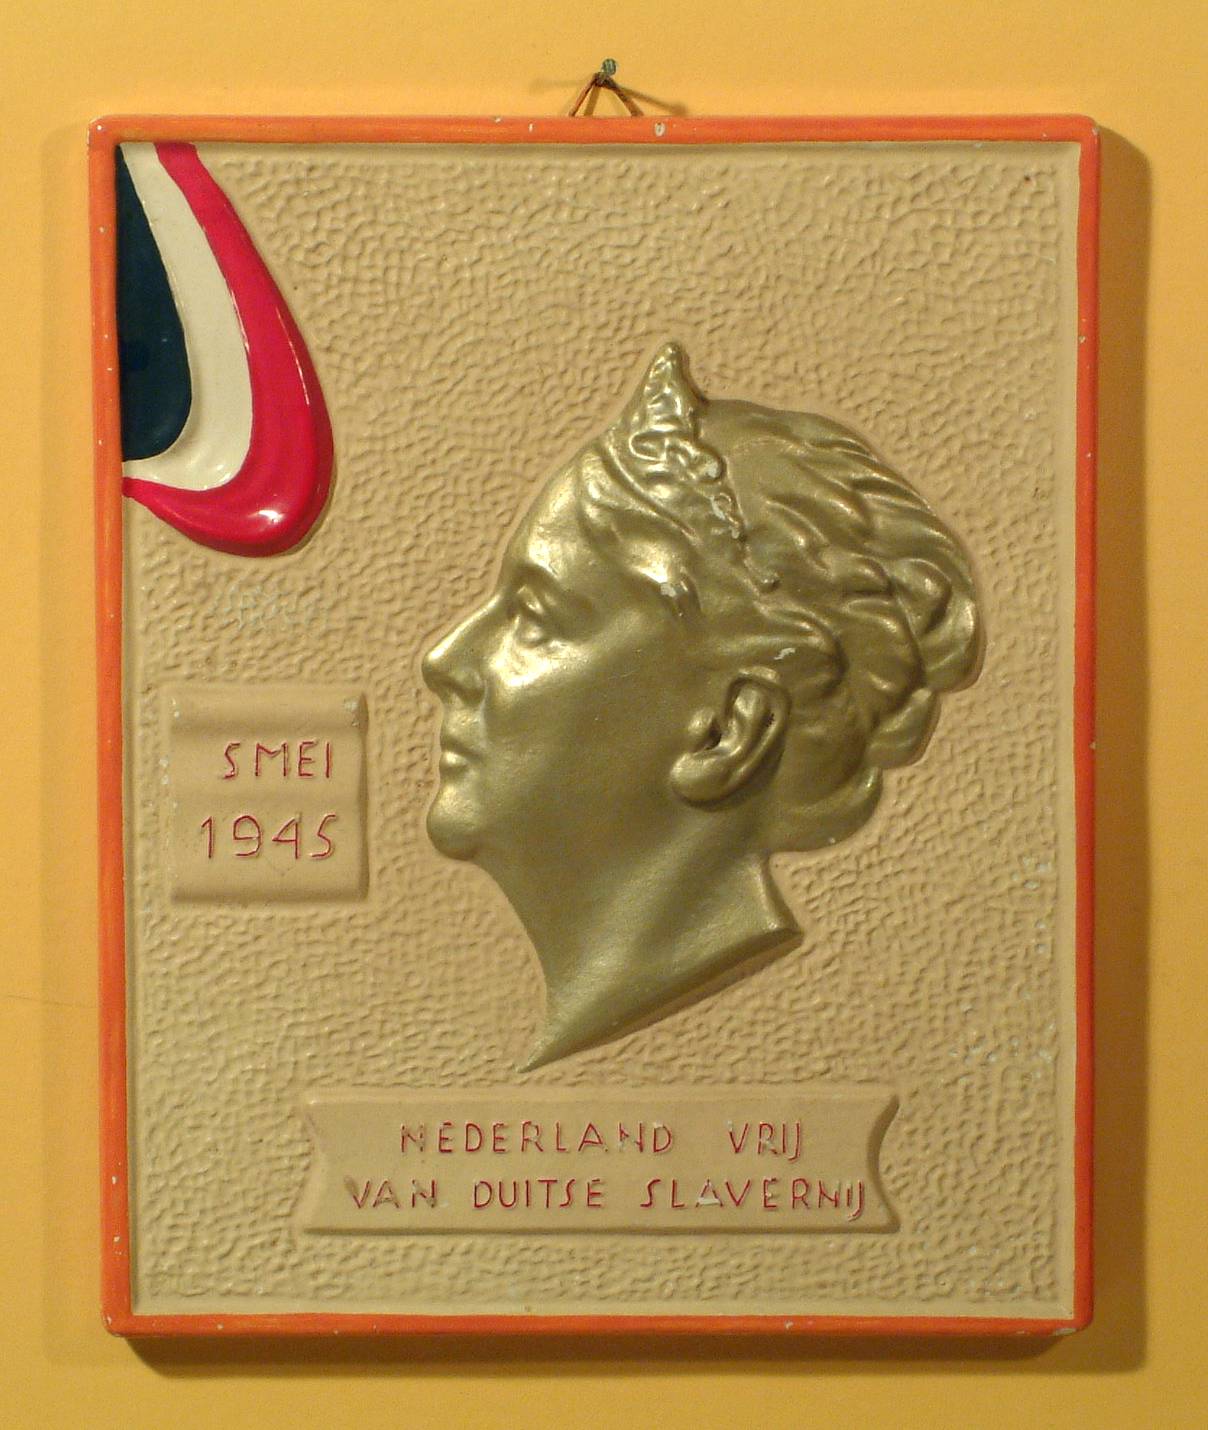 5 MEI
1945
NEDERLAND VRIJ
VAN DUITSE SLAVERNIJ